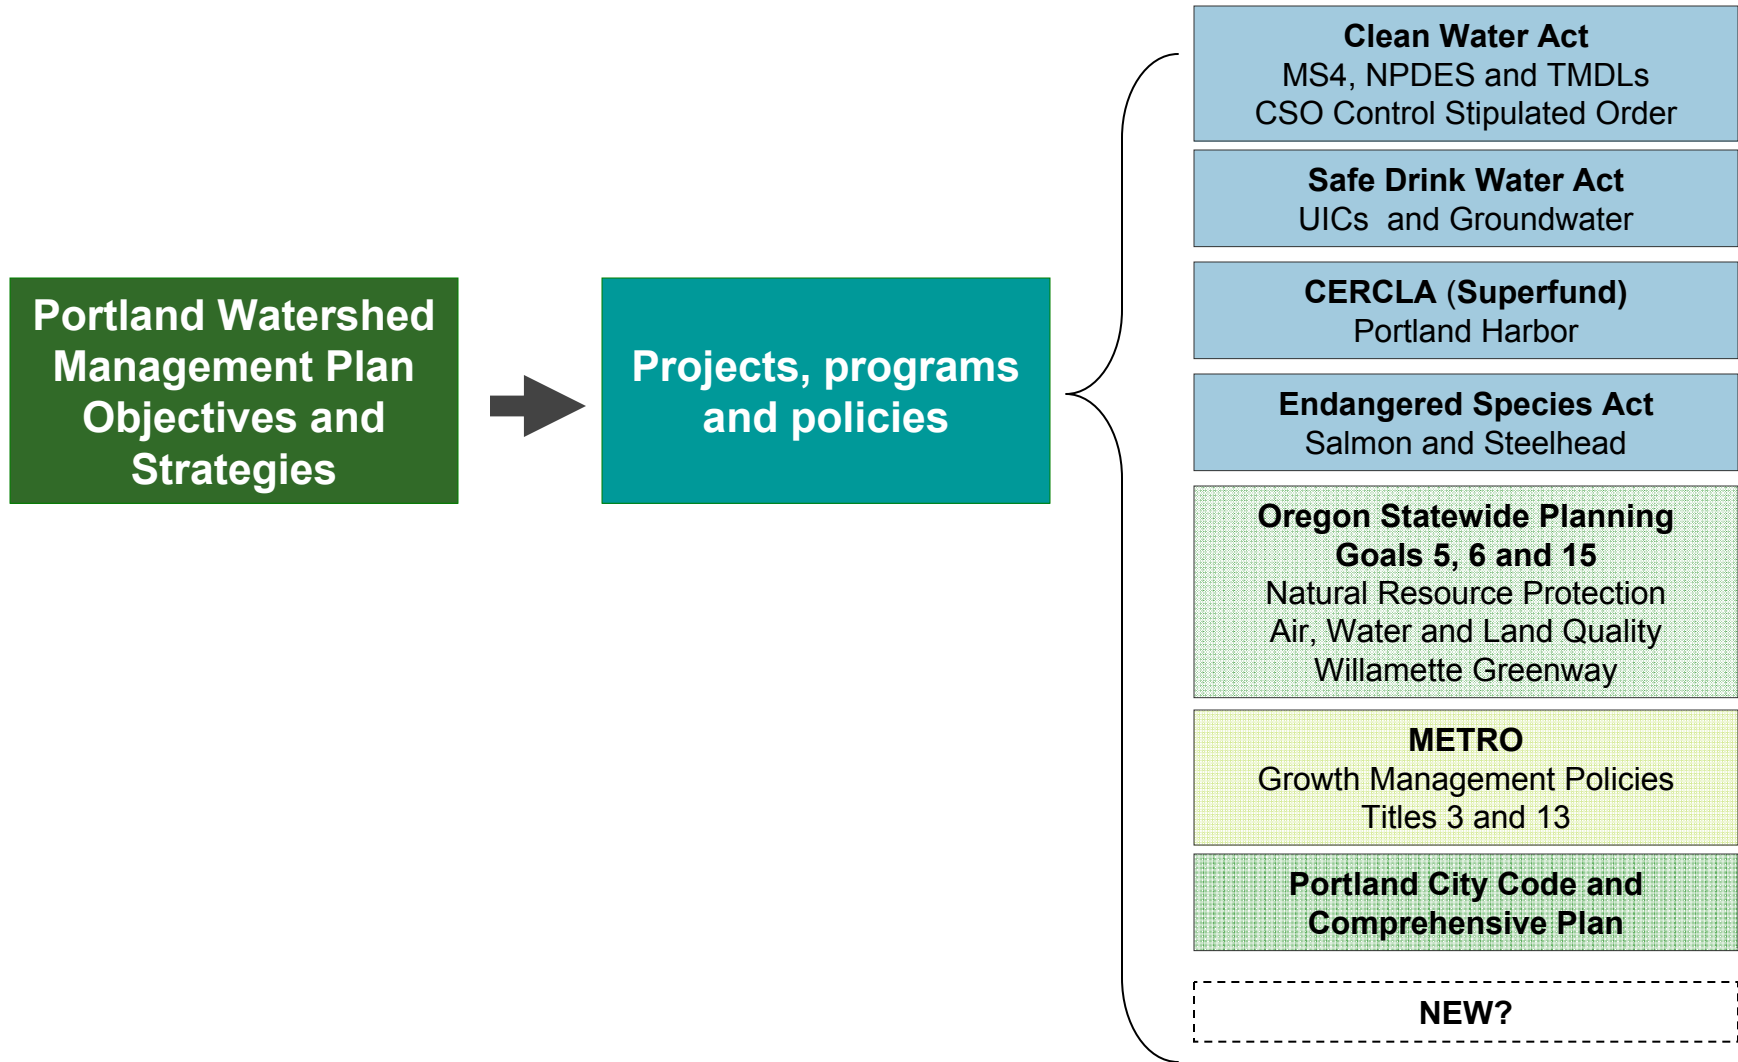 Portland Watershed
Management Plan
Objectives and
Strategies
Projects, programs
and policies
Clean Water Act
MS4, NPDES and TMDLs
CSO Control Stipulated Order
Safe Drink Water Act
UICs and Groundwater
CERCLA (Superfund)
Portland Harbor
Endangered Species Act
Salmon and Steelhead
Oregon Statewide Planning
Goals 5, 6 and 15
Natural Resource Protection
Air, Water and Land Quality
Willamette Greenway
METRO
Growth Management Policies
Titles 3 and 13
Portland City Code and
Comprehensive Plan
NEW?